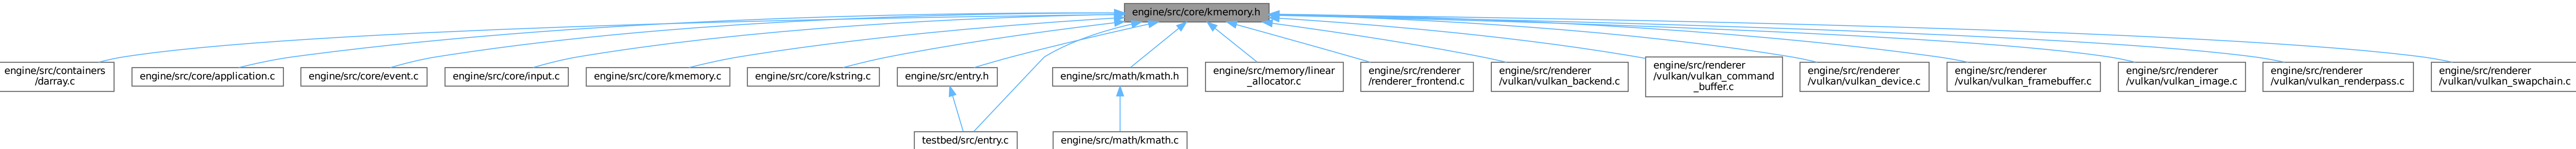 engine/src/core/kmemory.h
engine/src/containers
/darray.c
engine/src/core/application.c
engine/src/core/event.c
engine/src/core/input.c
engine/src/core/kmemory.c
engine/src/core/kstring.c
engine/src/entry.h
engine/src/math/kmath.h
engine/src/memory/linear
_allocator.c
engine/src/renderer
/renderer_frontend.c
engine/src/renderer
/vulkan/vulkan_backend.c
engine/src/renderer
/vulkan/vulkan_command
_buffer.c
engine/src/renderer
/vulkan/vulkan_device.c
engine/src/renderer
/vulkan/vulkan_framebuffer.c
engine/src/renderer
/vulkan/vulkan_image.c
engine/src/renderer
/vulkan/vulkan_renderpass.c
engine/src/renderer
/vulkan/vulkan_swapchain.c
testbed/src/entry.c
engine/src/math/kmath.c